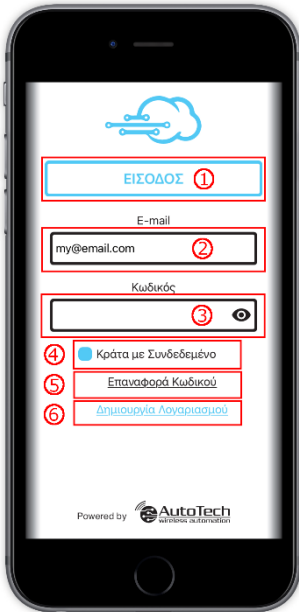 ΕΙΣΟΔΟΣ 1
E-mail
my@email.com 2
Κωδικός
3
4 Κράτα με Συνδεδεμένο
5 Επαναφορά Κωδικού
6 Δημιουργία Λογαριασμού
Powered by AutoTech
wireless automation